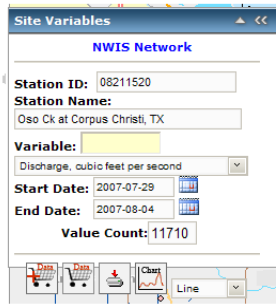 Site Variables
NWIS Network
Station ID: 08211520
Station Name:
Oso Ck at Corpus Christi, TX
Variable:
Discharge, cubic feet per second
Start Date: 2007-07-29
End Date: 2007-08-04
Value Count: 11710
Data Data Chart Line